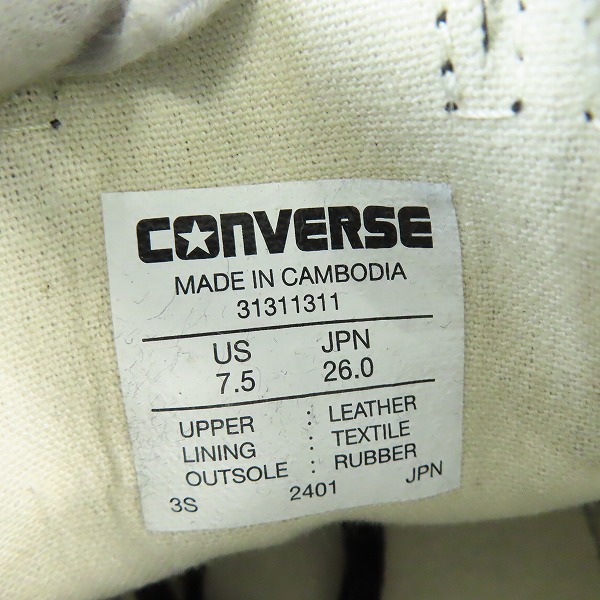 CONVERSE
MADE IN CAMBODIA
31311311
US JPN
7.5 26.0
UPPER : LEATHER
LINING : TEXTILE
OUTSOLE : RUBBER
3S 2401 JPN